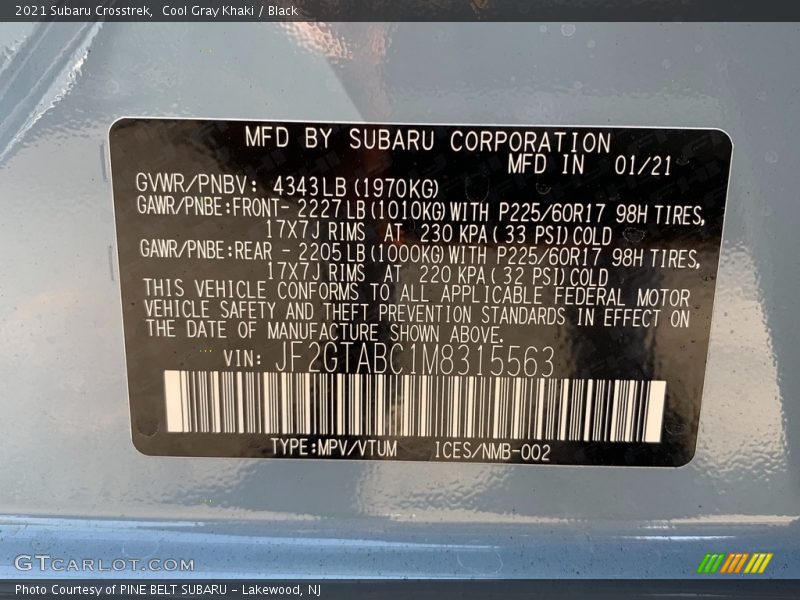 2021 Subaru Crosstrek, Cool Gray Khaki / Black
MFD BY SUBARU CORPORATION
MFD IN 01/21
GVWR/PNBV: 4343LB (1970KG)
GAWR/PNBE:FRONT- 2227 LB (1010KG) WITH P225/60R17 98H TIRES,
17X7J RIMS AT 230 KPA ( 33 PSI) COLD
GAWR/PNBE:REAR - 2205 LB (1000KG) WITH P225/60R17 98H TIRES,
17X7J RIMS AT 220 KPA ( 32 PSI) COLD
THIS VEHICLE CONFORMS TO ALL APPLICABLE FEDERAL MOTOR
VEHICLE SAFETY AND THEFT PREVENTION STANDARDS IN EFFECT ON
THE DATE OF MANUFACTURE SHOWN ABOVE.
VIN: JF2GTABC1M8315563
TYPE:MPV/VTUM ICES/NMB-002
GTCARLOT.COM
Photo Courtesy of PINE BELT SUBARU - Lakewood, NJ